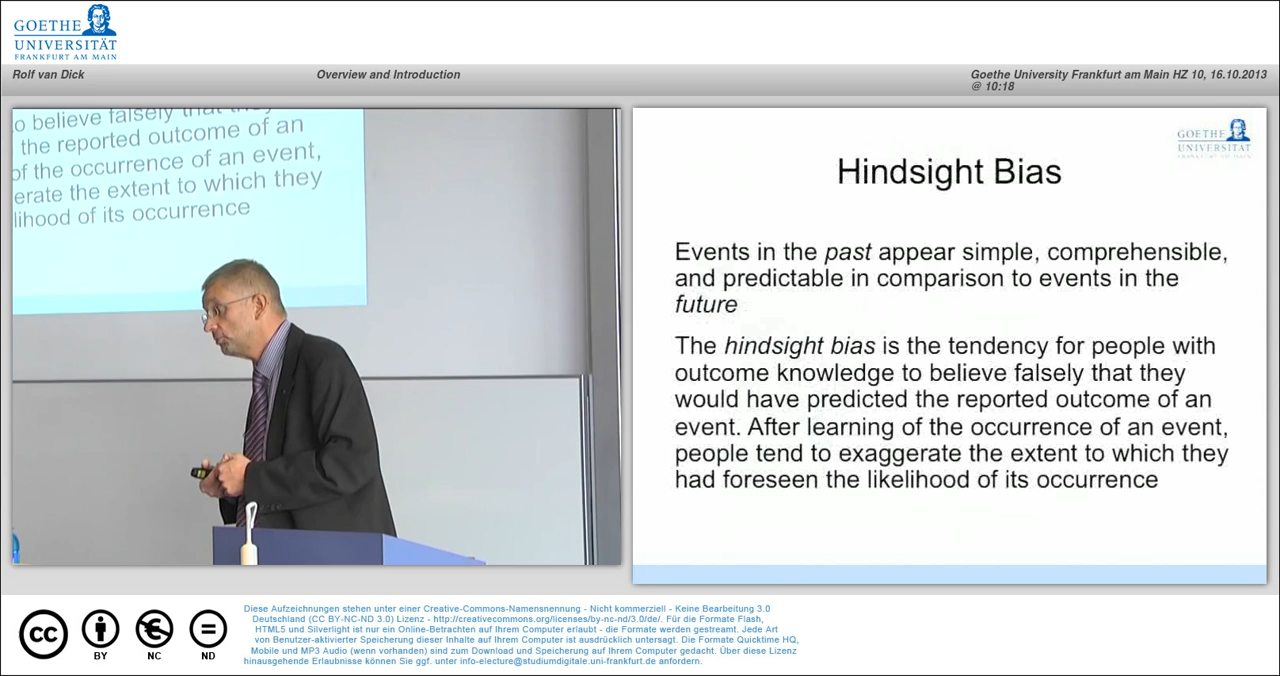 GOETHE
UNIVERSITÄT
FRANKFURT AM MAIN
Rolf van Dick
Overview and Introduction
Goethe University Frankfurt am Main HZ 10, 16.10.2013
@ 10:18
to believe falsely that they
the reported outcome of an
of the occurrence of an event,
erate the extent to which they
lihood of its occurrence
GOETHE
UNIVERSITÄT
FRANKFURT AM MAIN
Hindsight Bias
Events in the past appear simple, comprehensible,
and predictable in comparison to events in the
future
The hindsight bias is the tendency for people with
outcome knowledge to believe falsely that they
would have predicted the reported outcome of an
event. After learning of the occurrence of an event,
people tend to exaggerate the extent to which they
had foreseen the likelihood of its occurrence
cc
BY
NC
ND
Diese Aufzeichnungen stehen unter einer Creative-Commons-Namensnennung - Nicht kommerziell - Keine Bearbeitung 3.0
Deutschland (CC BY-NC-ND 3.0) Lizenz - http://creativecommons.org/licenses/by-nc-nd/3.0/de/. Für die Formate Flash,
HTML5 und Silverlight ist nur ein Online-Betrachten auf Ihrem Computer erlaubt - die Formate werden gestreamt. Jede Art
von Benutzer-aktivierter Speicherung dieser Inhalte auf Ihrem Computer ist ausdrücklich untersagt. Die Formate Quicktime HQ,
Mobile und MP3 Audio (wenn vorhanden) sind zum Download und Speicherung auf Ihrem Computer gedacht. Über diese Lizenz
hinausgehende Erlaubnisse können Sie ggf. unter info-electure@studiumdigitale.uni-frankfurt.de anfordern.